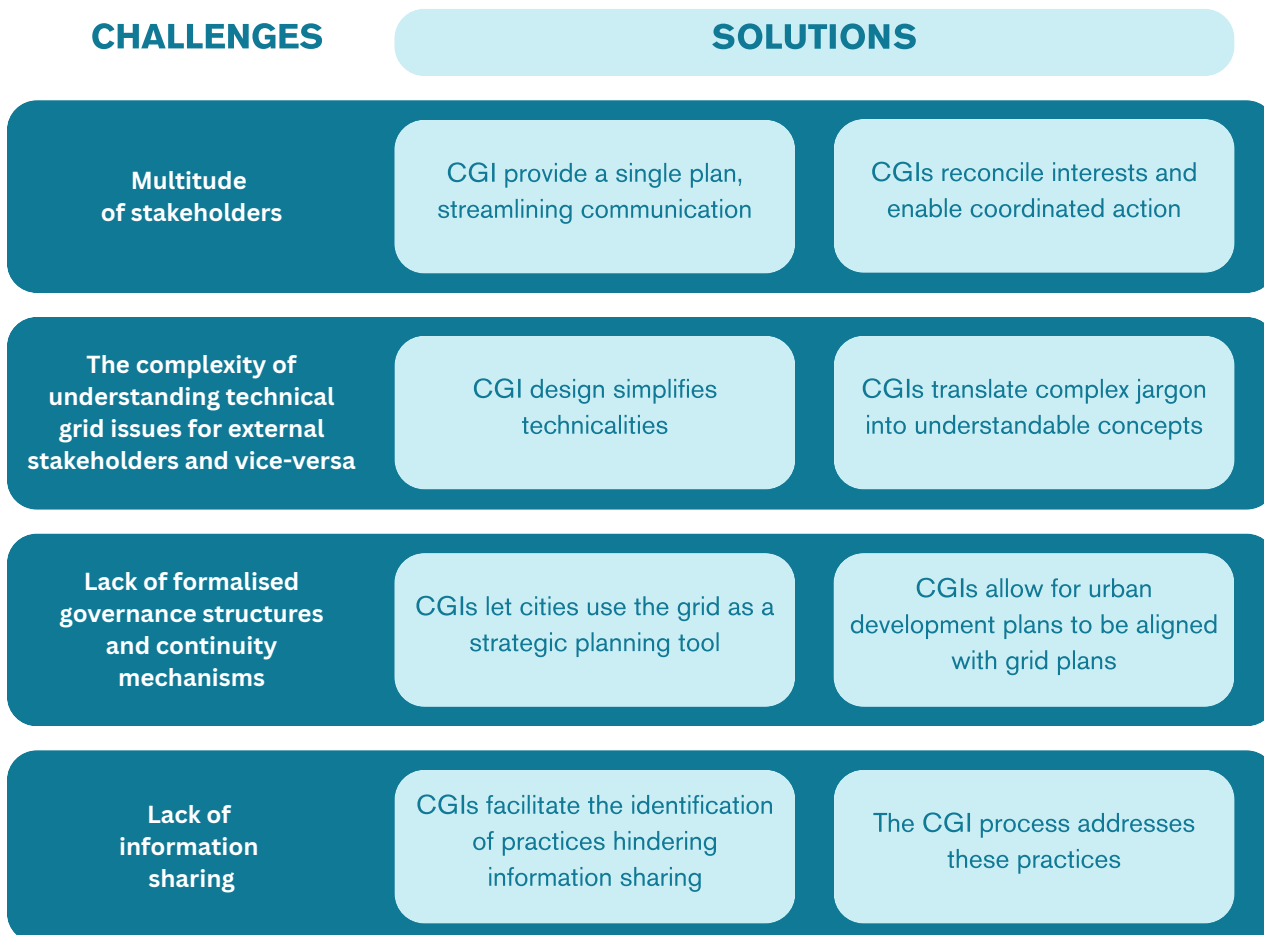 CHALLENGES
SOLUTIONS
Multitude
of stakeholders
CGI provide a single plan,
streamlining communication
CGIs reconcile interests and
enable coordinated action
The complexity of
understanding technical
grid issues for external
stakeholders and vice-versa
CGI design simplifies
technicalities
CGIs translate complex jargon
into understandable concepts
Lack of formalised
governance structures
and continuity
mechanisms
CGIs let cities use the grid as a
strategic planning tool
CGIs allow for urban
development plans to be aligned
with grid plans
Lack of
information
sharing
CGIs facilitate the identification
of practices hindering
information sharing
The CGI process addresses
these practices